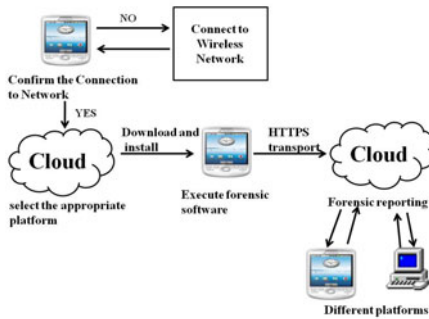 NO
Connect to
Wireless
Network
Confirm the Connection
to Network
YES
Cloud
select the appropriate
platform
Download and
install
Execute forensic
software
HTTPS
transport
Cloud
Forensic reporting
Different platforms